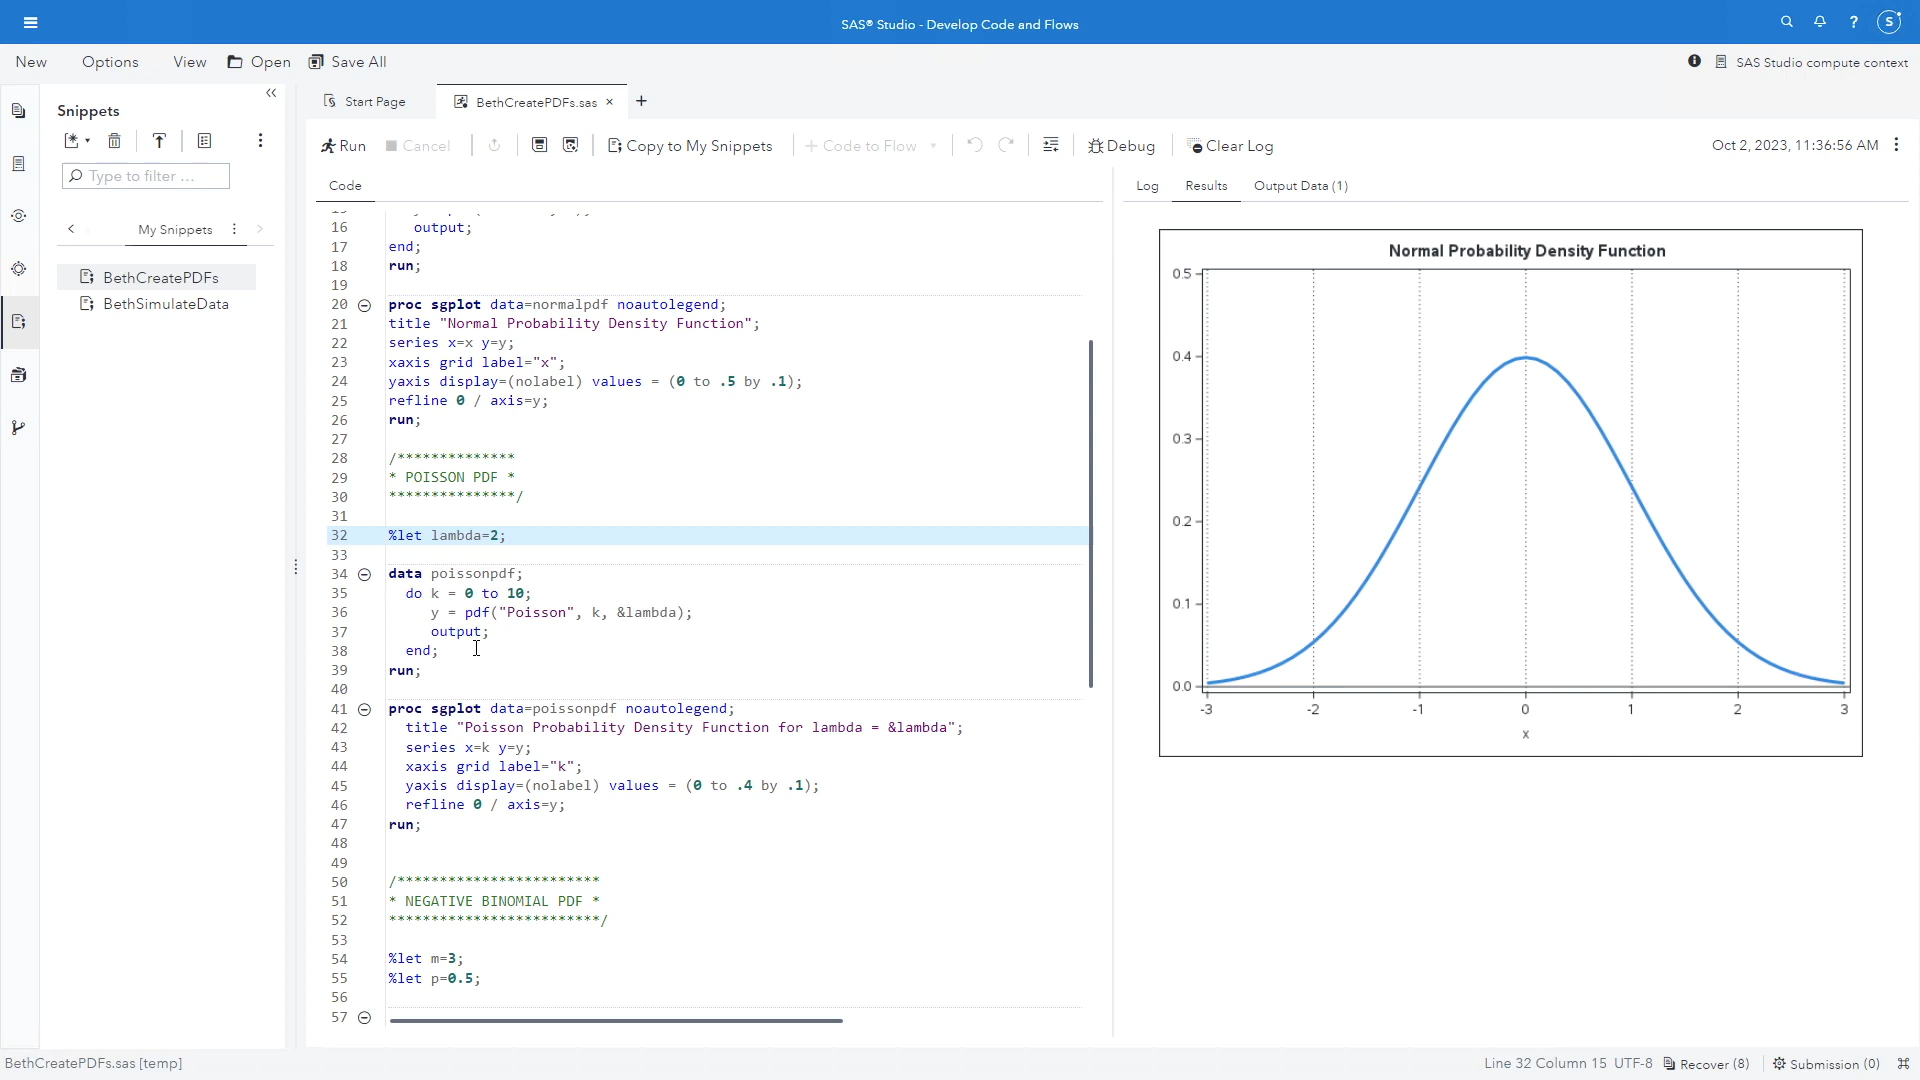 SAS® Studio - Develop Code and Flows
? S
New Options View Open Save All
SAS Studio compute context
Snippets
Type to filter ...
My Snippets
BethCreatePDFs
BethSimulateData
Start Page BethCreatePDFs.sas × +
Run Cancel Copy to My Snippets + Code to Flow Debug Clear Log
Oct 2, 2023, 11:36:56 AM
Code
16 output;
17 end;
18 run;
19
20 proc sgplot data=normalpdf noautolegend;
21 title "Normal Probability Density Function";
22 series x=x y=y;
23 xaxis grid label="x";
24 yaxis display=(nolabel) values = (0 to .5 by .1);
25 refline 0 / axis=y;
26 run;
27
28 /**************
29 * POISSON PDF *
30 ***************/
31
32 %let lambda=2;
33
34 data poissonpdf;
35 do k = 0 to 10;
36 y = pdf("Poisson", k, &lambda);
37 output;
38 end;
39 run;
40
41 proc sgplot data=poissonpdf noautolegend;
42 title "Poisson Probability Density Function for lambda = &lambda";
43 series x=k y=y;
44 xaxis grid label="k";
45 yaxis display=(nolabel) values = (0 to .4 by .1);
46 refline 0 / axis=y;
47 run;
48
49
50 /************************
51 * NEGATIVE BINOMIAL PDF *
52 *************************/
53
54 %let m=3;
55 %let p=0.5;
56
57
Log Results Output Data (1)
Normal Probability Density Function
0.5
0.4
0.3
0.2
0.1
0.0
-3 -2 -1 0 1 2 3
x
BethCreatePDFs.sas [temp]
Line 32 Column 15 UTF-8 Recover (8) Submission (0)